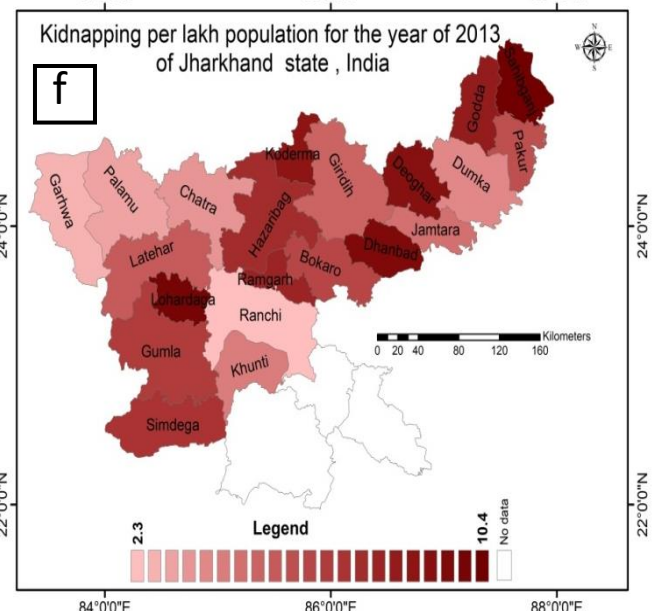 Kidnapping per lakh population for the year of 2013
of Jharkhand state , India
f
N
W
E
S
Sahibganj
Godda
Pakur
Koderma
Giridih
Deoghar
Dumka
Garhwa
Palamu
Chatra
Hazaribag
Jamtara
Dhanbad
Latehar
Bokaro
Ramgarh
Lohardaga
Ranchi
Gumla
Khunti
Simdega
Kilometers
0 20 40 80 120 160
24°0'0"N
24°0'0"N
22°0'0"N
22°0'0"N
Legend
2.3
10.4
No data
84°0'0"E
86°0'0"E
88°0'0"E